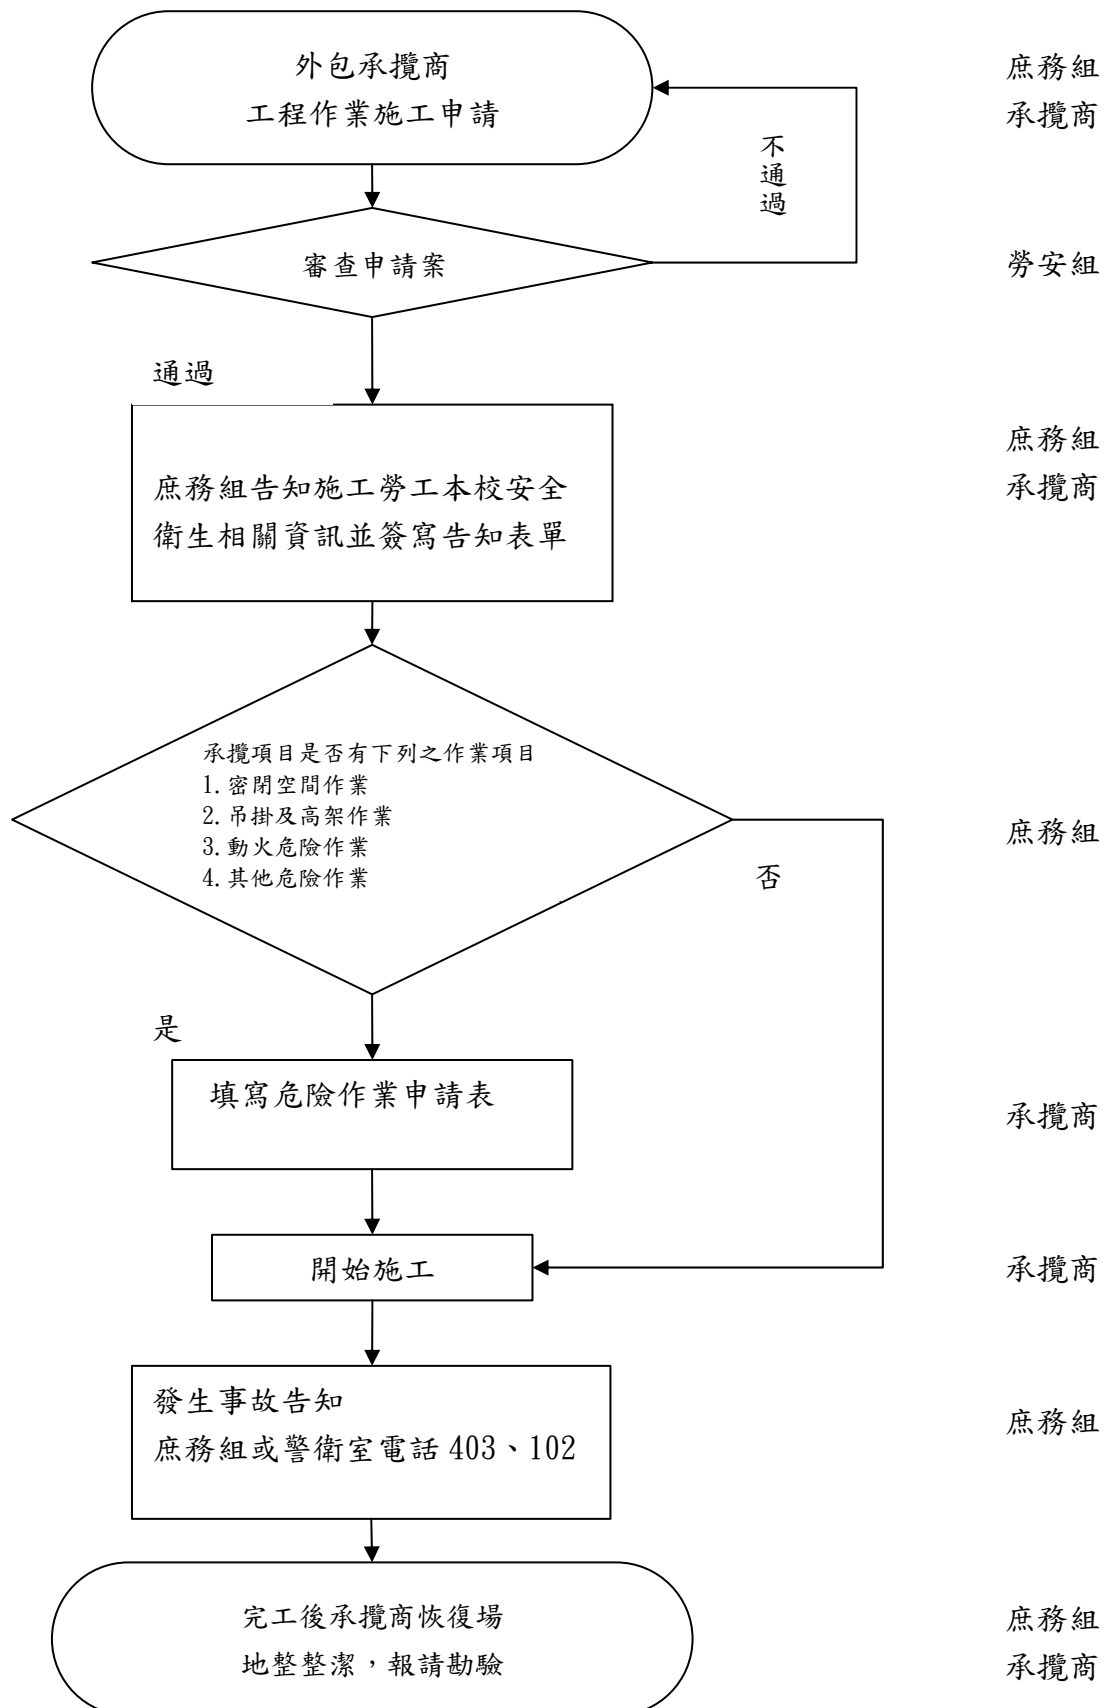 外包承攬商
工程作業施工申請
庶務組
承攬商
不通過
審查申請案
勞安組
通過
庶務組告知施工勞工本校安全
衛生相關資訊並簽寫告知表單
庶務組
承攬商
承攬項目是否有下列之作業項目
1.密閉空間作業
2.吊掛及高架作業
3.動火危險作業
4.其他危險作業
否
庶務組
是
填寫危險作業申請表
承攬商
開始施工
承攬商
發生事故告知
庶務組或警衛室電話 403、102
庶務組
完工後承攬商恢復場
地整整潔，報請勘驗
庶務組
承攬商